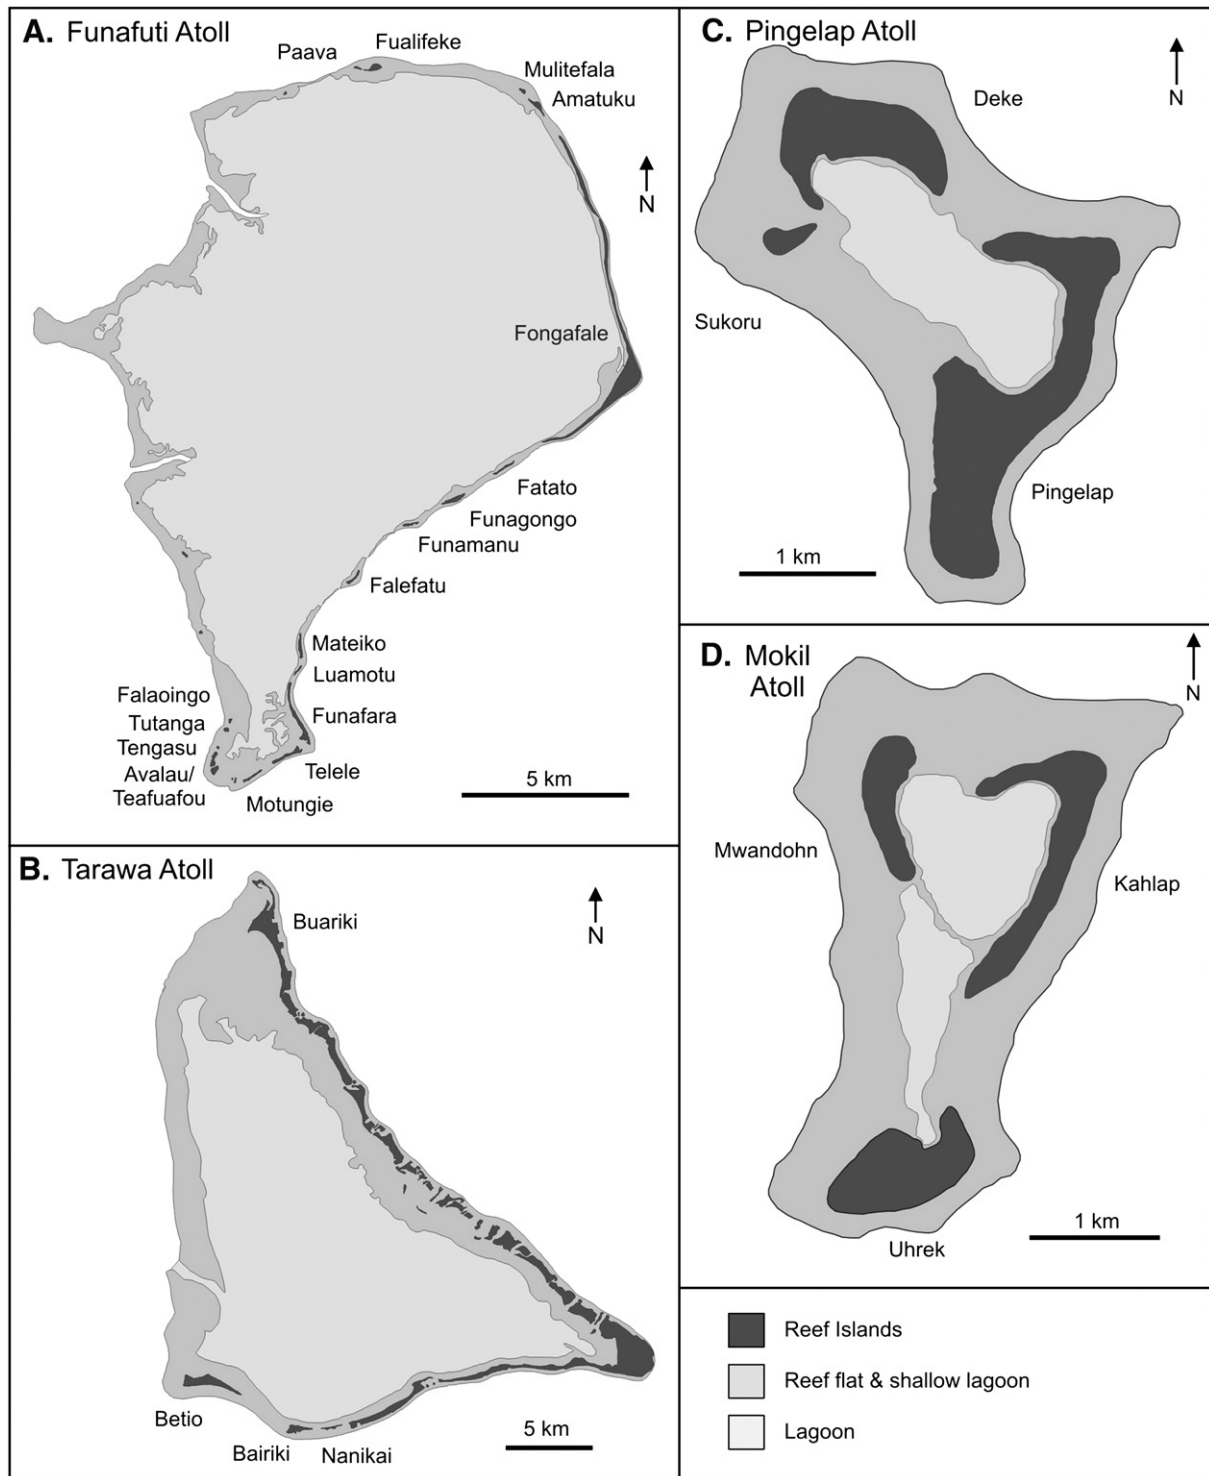 A. Funafuti Atoll
Paava
Fualifeke
Mulitefala
Amatuku
N
Fongafale
Fatato
Funagongo
Funamanu
Falefatu
Mateiko
Luamotu
Funafara
Falaoingo
Tutanga
Tengasu
Avalau/
Teafuafou
Telele
Motungie
5 km
B. Tarawa Atoll
Buariki
N
Betio
Bairiki
Nanikai
5 km
C. Pingelap Atoll
N
Deke
Sukoru
Pingelap
1 km
D. Mokil
Atoll
N
Mwandohn
Kahlap
Uhrek
1 km
Reef Islands
Reef flat & shallow lagoon
Lagoon